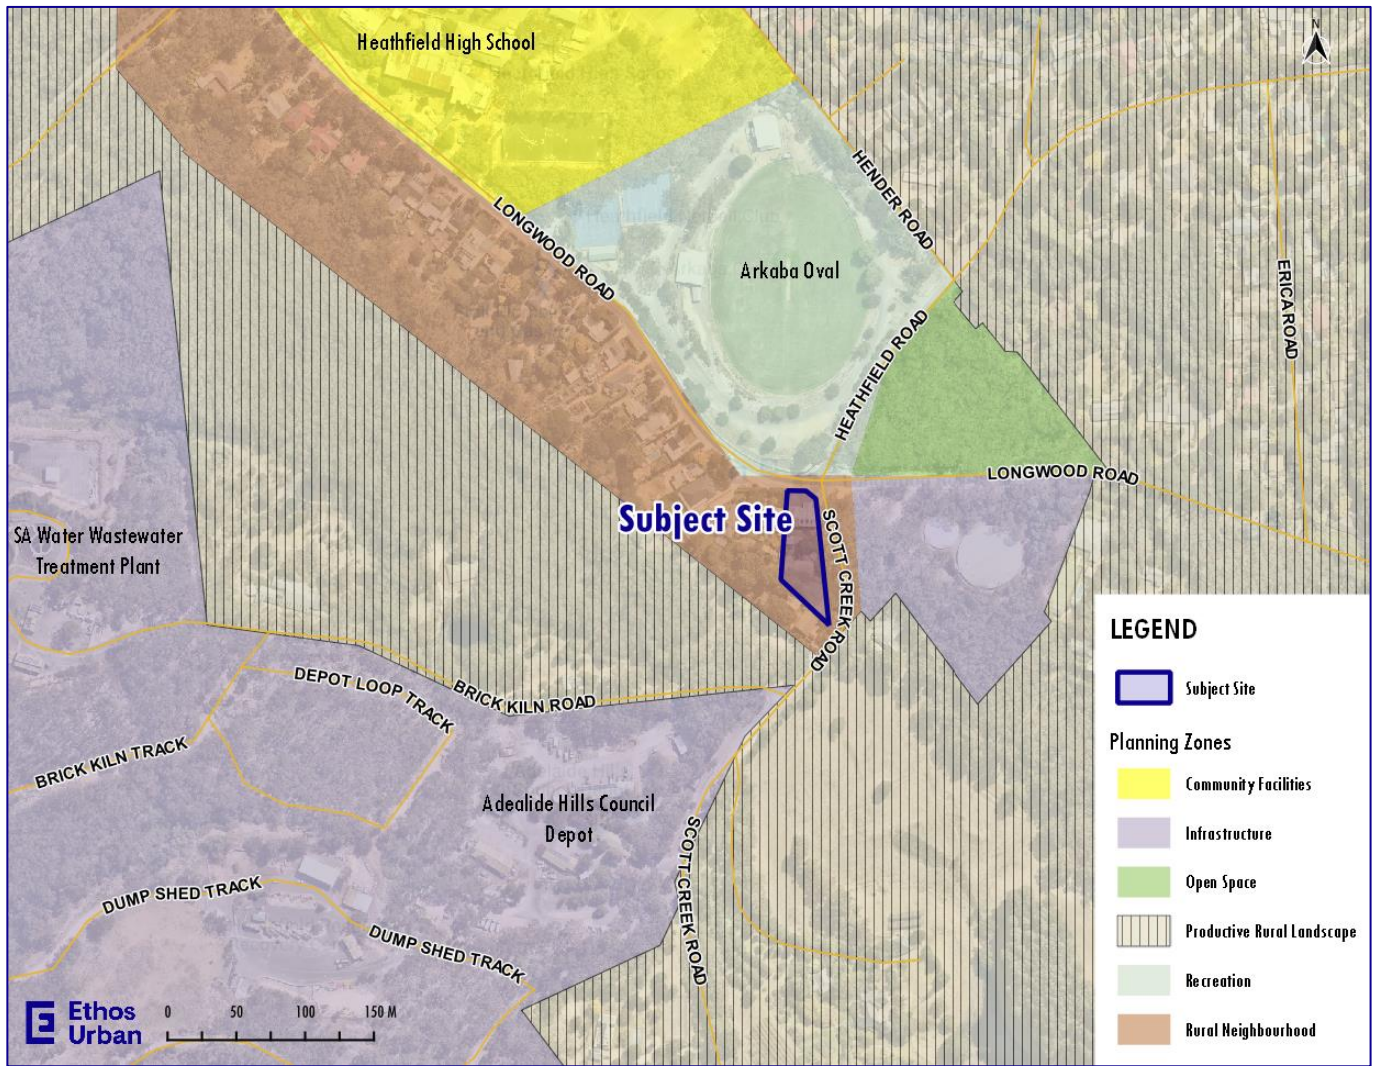 Heathfield High School
N
HENDER ROAD
LONGWOOD ROAD
Arkaba Oval
ERICA ROAD
HEATHFIELD ROAD
LONGWOOD ROAD
Subject Site
SCOTT CREEK ROAD
SA Water Wastewater
Treatment Plant
DEPOT LOOP TRACK
BRICK KILN ROAD
BRICK KILN TRACK
Adealide Hills Council
Depot
SCOTT CREEK ROAD
DUMP SHED TRACK
DUMP SHED TRACK
LEGEND
Subject Site
Planning Zones
Community Facilities
Infrastructure
Open Space
Productive Rural Landscape
Recreation
Rural Neighbourhood
Ethos
Urban
0 50 100 150 M